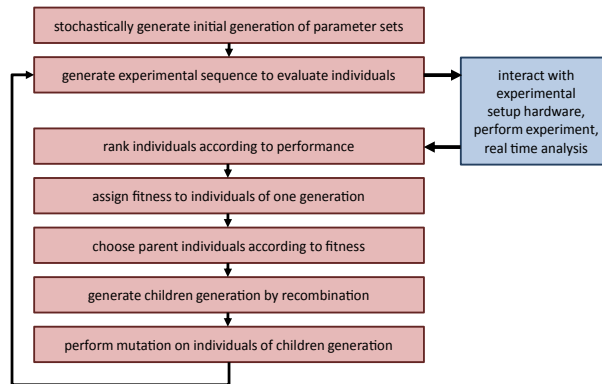 stochastically generate initial generation of parameter sets
generate experimental sequence to evaluate individuals
interact with
experimental
setup hardware,
perform experiment,
real time analysis
rank individuals according to performance
assign fitness to individuals of one generation
choose parent individuals according to fitness
generate children generation by recombination
perform mutation on individuals of children generation